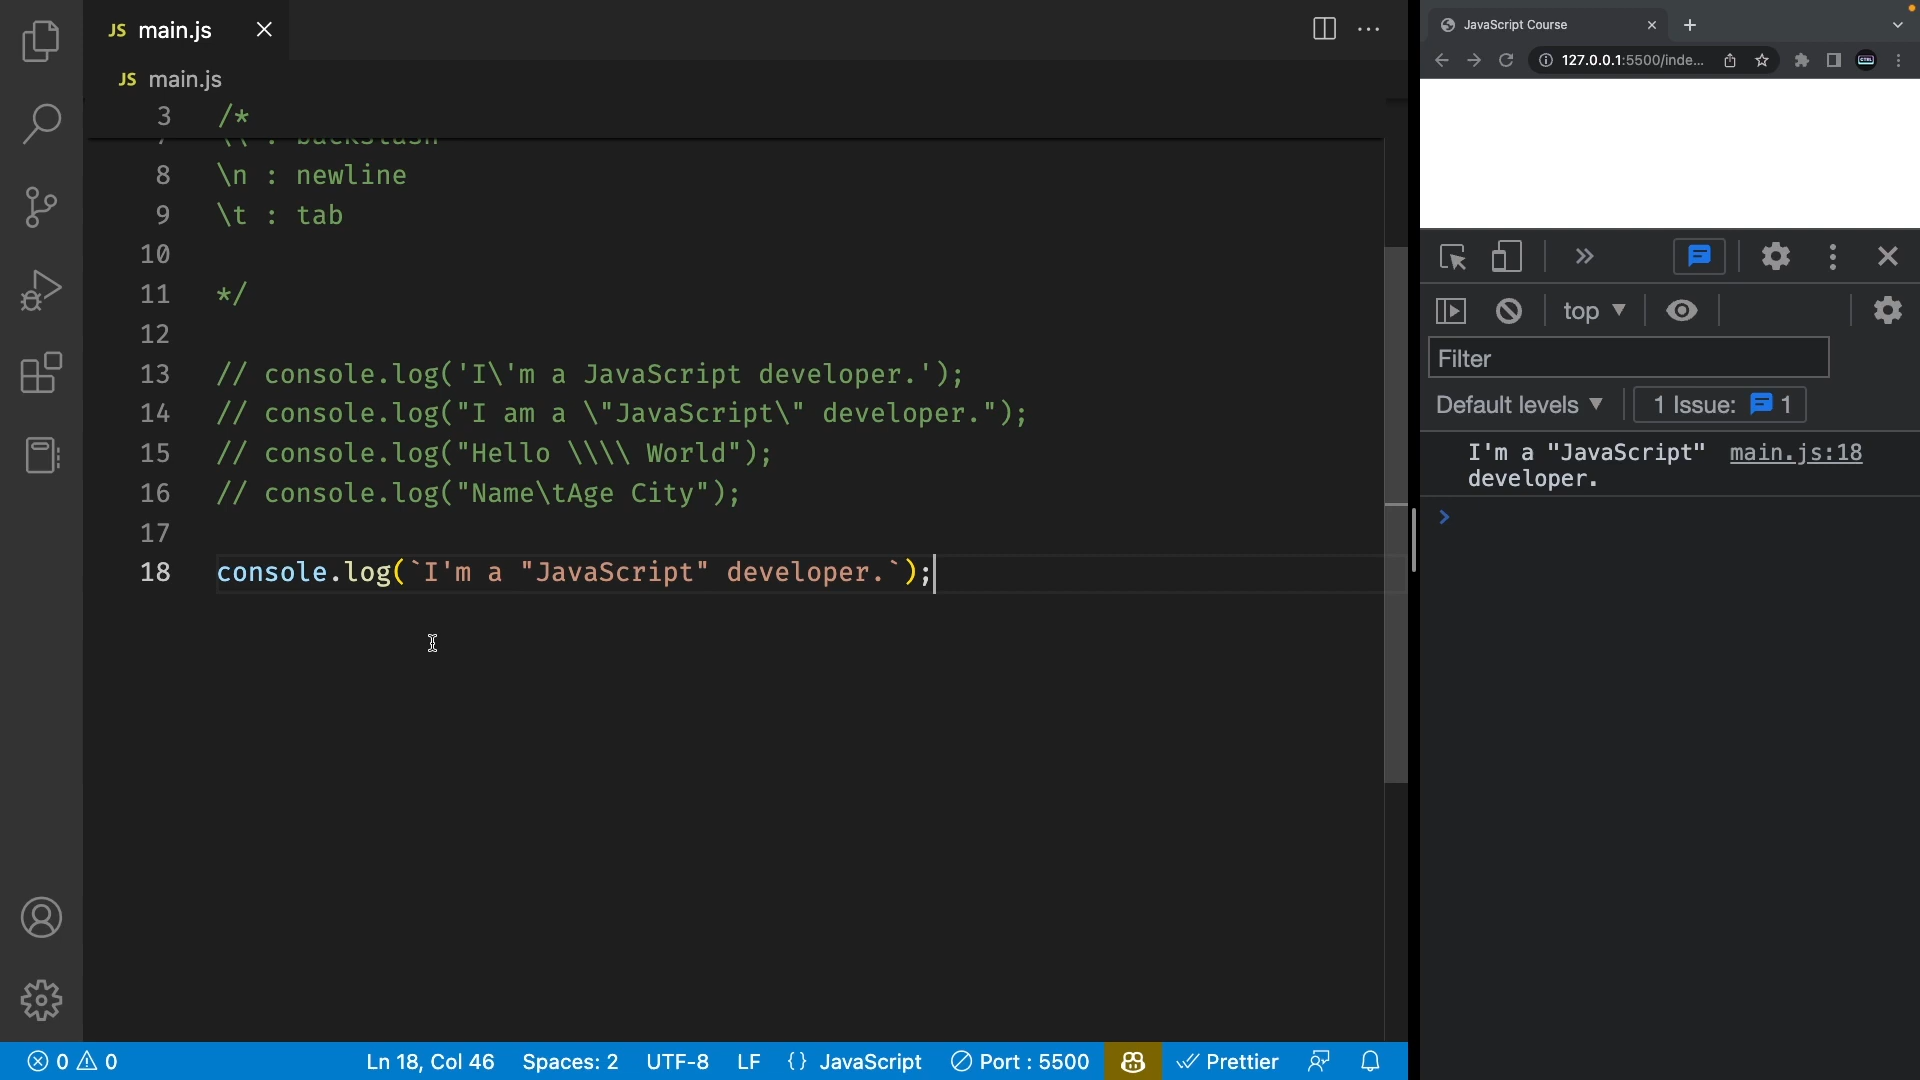 JS main.js
JS main.js
3 /*
\\ : backslash
8 \n : newline
9 \t : tab
10
11 */
12
13 // console.log('I\'m a JavaScript developer.');
14 // console.log("I am a \"JavaScript\" developer.");
15 // console.log("Hello \\\\ World");
16 // console.log("Name\tAge City");
17
18 console.log(`I'm a "JavaScript" developer.`);
0 0 Ln 18, Col 46 Spaces: 2 UTF-8 LF {} JavaScript Port : 5500 Prettier
JavaScript Course
127.0.0.1:5500/inde...
top
Filter
Default levels 1 Issue: 1
I'm a "JavaScript" main.js:18
developer.
>